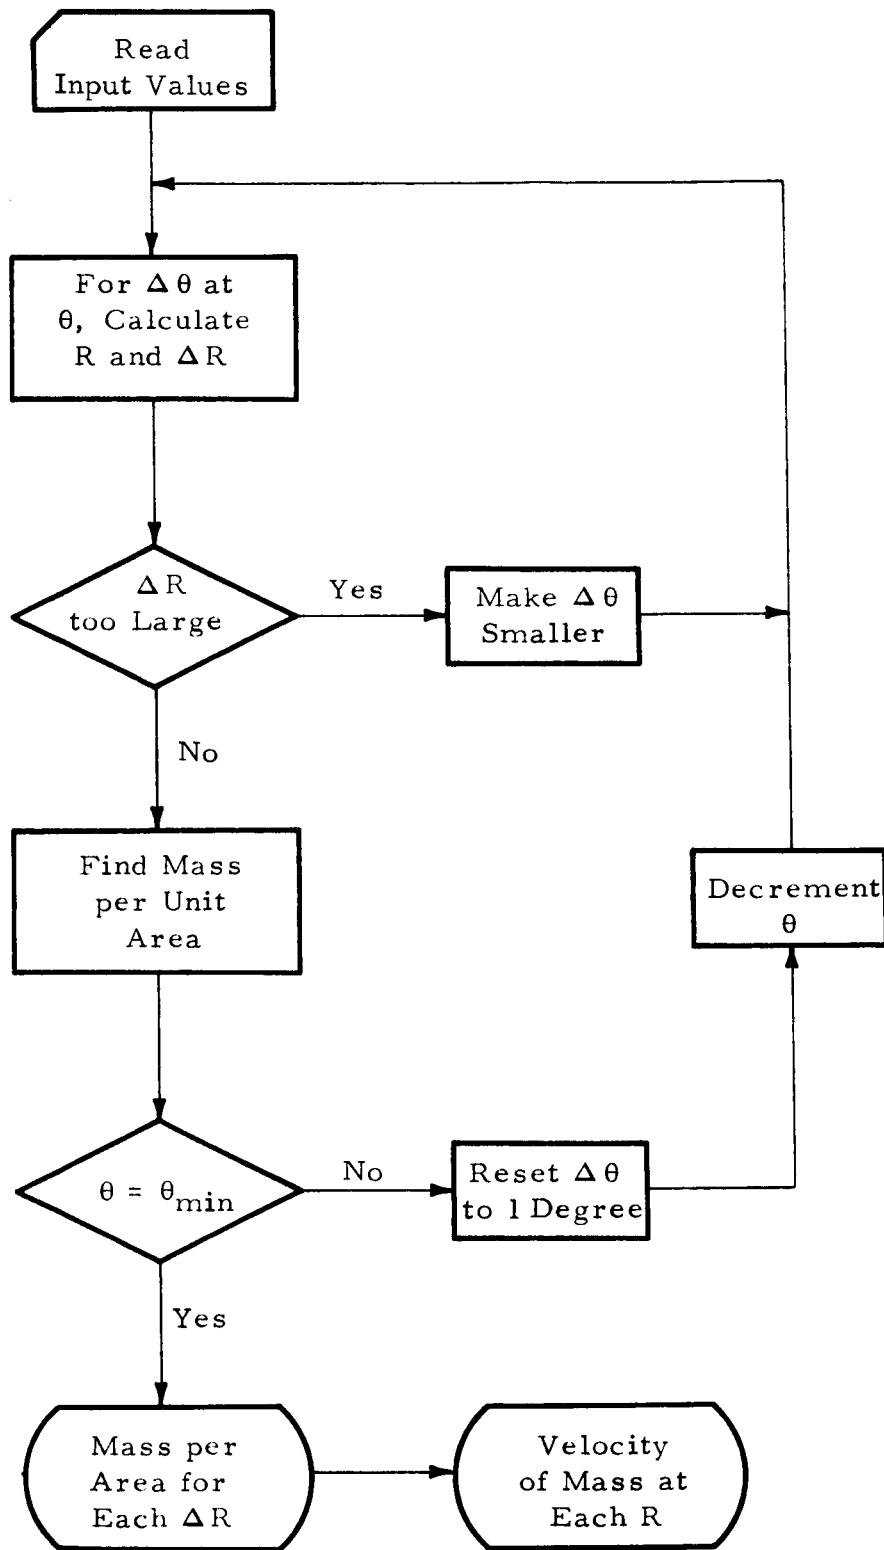 Read
Input Values
For Δθ at
θ, Calculate
R and ΔR
ΔR
too Large
Yes
Make Δθ
Smaller
No
Find Mass
per Unit
Area
Decrement
θ
θ = θmin
No
Reset Δθ
to 1 Degree
Yes
Mass per
Area for
Each ΔR
Velocity
of Mass at
Each R